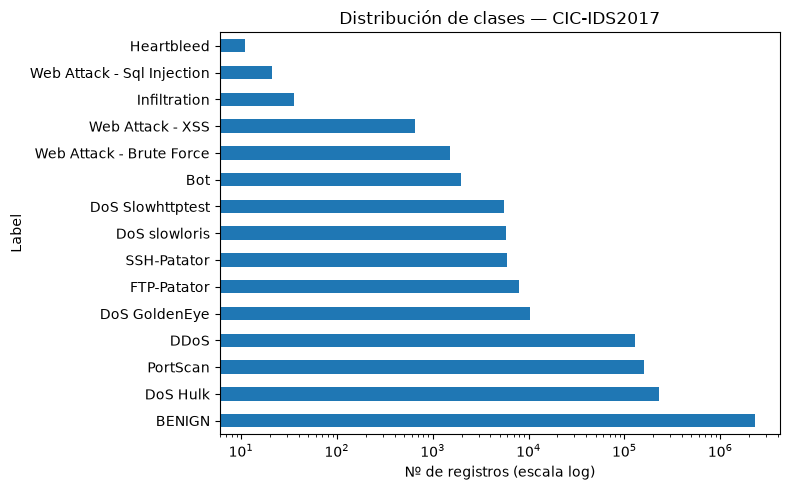 Distribución de clases — CIC-IDS2017
Label
Heartbleed
Web Attack - Sql Injection
Infiltration
Web Attack - XSS
Web Attack - Brute Force
Bot
DoS Slowhttptest
DoS slowloris
SSH-Patator
FTP-Patator
DoS GoldenEye
DDoS
PortScan
DoS Hulk
BENIGN
10¹ 10² 10³ 10⁴ 10⁵ 10⁶
Nº de registros (escala log)